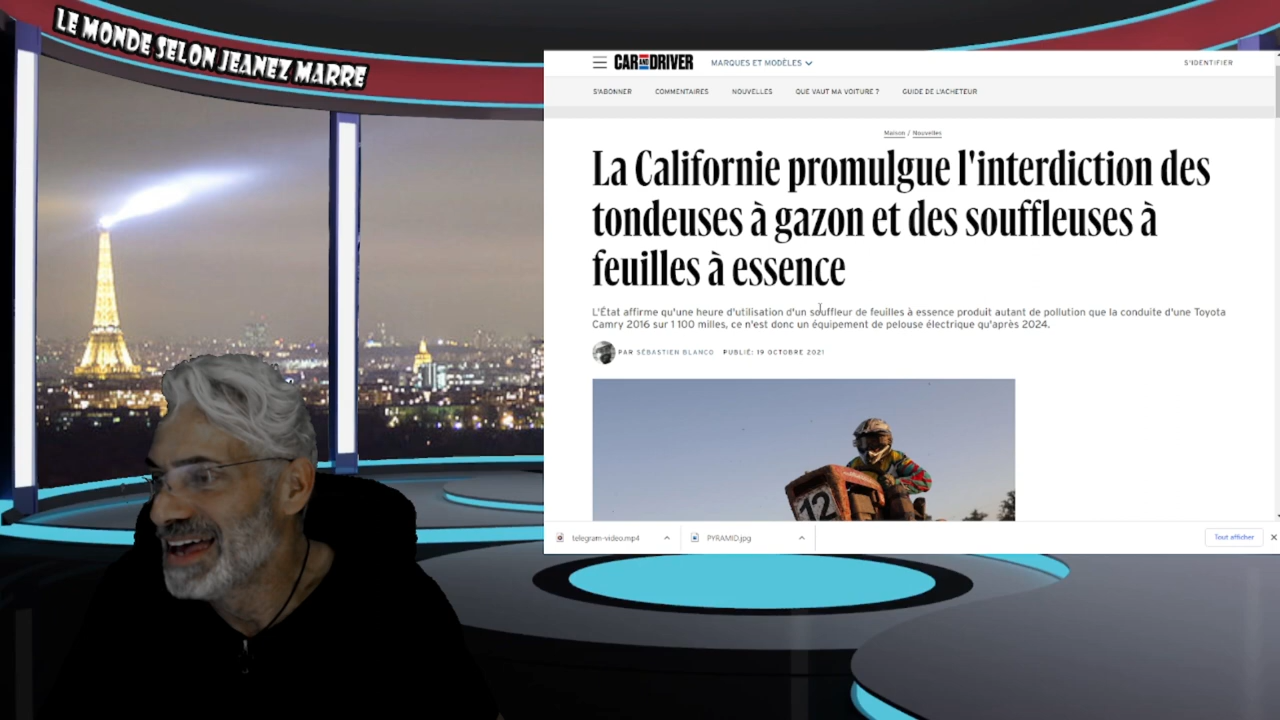 LE MONDE SELON JEANEZ MARRE
CAR AND DRIVER
MARQUES ET MODÈLES
S'IDENTIFIER
S'ABONNER
COMMENTAIRES
NOUVELLES
QUE VAUT MA VOITURE ?
GUIDE DE L'ACHETEUR
Maison / Nouvelles
La Californie promulgue l'interdiction des
tondeuses à gazon et des souffleuses à
feuilles à essence
L'État affirme qu'une heure d'utilisation d'un souffleur de feuilles à essence produit autant de pollution que la conduite d'une Toyota
Camry 2016 sur 1 100 milles, ce n'est donc un équipement de pelouse électrique qu'après 2024.
PAR SÉBASTIEN BLANCO PUBLIÉ: 19 OCTOBRE 2021
12
telegram-video.mp4
PYRAMID.jpg
Tout afficher